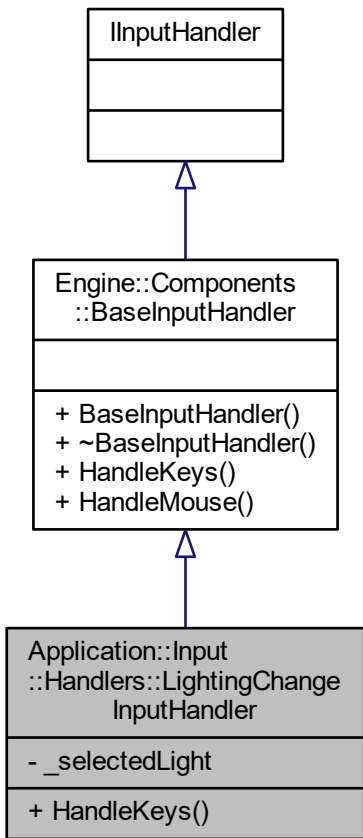 IInputHandler
Engine::Components
::BaseInputHandler
+ BaseInputHandler()
+ ~BaseInputHandler()
+ HandleKeys()
+ HandleMouse()
Application::Input
::Handlers::LightingChange
InputHandler
- _selectedLight
+ HandleKeys()